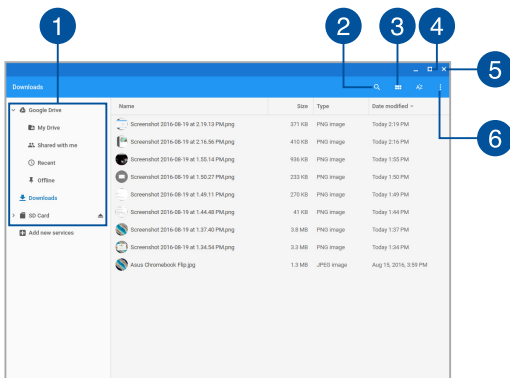 1 2 3 4
5
Downloads AZ
6
Google Drive
My Drive
Shared with me
Recent
Offline
Downloads
SD Card
Add new services
Name Size Type Date modified
Screenshot 2016-08-19 at 2.19.13 PM.png 371 KB PNG image Today 2:19 PM
Screenshot 2016-08-19 at 2.16.56 PM.png 410 KB PNG image Today 2:16 PM
Screenshot 2016-08-19 at 1.55.14 PM.png 936 KB PNG image Today 1:55 PM
Screenshot 2016-08-19 at 1.50.27 PM.png 233 KB PNG image Today 1:50 PM
Screenshot 2016-08-19 at 1.49.11 PM.png 270 KB PNG image Today 1:49 PM
Screenshot 2016-08-19 at 1.44.48 PM.png 41 KB PNG image Today 1:44 PM
Screenshot 2016-08-19 at 1.37.40 PM.png 3.8 MB PNG image Today 1:37 PM
Screenshot 2016-08-19 at 1.34.54 PM.png 3.3 MB PNG image Today 1:34 PM
Asus Chromebook Flip.jpg 1.3 MB JPEG image Aug 15, 2016, 3:59 PM